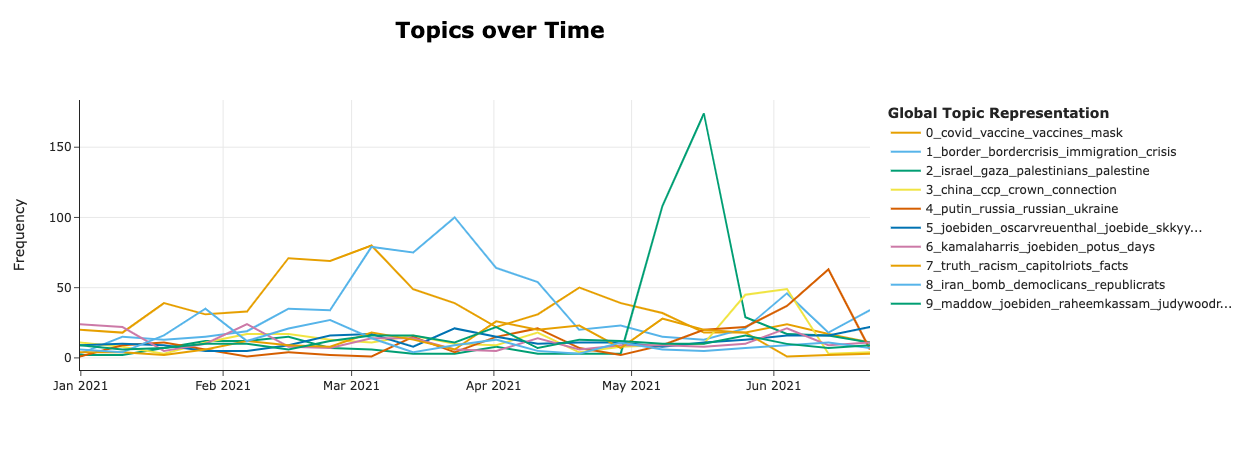 Topics over Time
Global Topic Representation
0_covid_vaccine_vaccines_mask
1_border_bordercrisis_immigration_crisis
2_israel_gaza_palestinians_palestine
3_china_ccp_crown_connection
4_putin_russia_russian_ukraine
5_joebiden_oscarvreuenthal_joebide_skkyy...
6_kamalaharris_joebiden_potus_days
7_truth_racism_capitolriots_facts
8_iran_bomb_democlicans_republicrats
9_maddow_joebiden_raheemkassam_judywoodr...
Frequency
150
100
50
0
Jan 2021
Feb 2021
Mar 2021
Apr 2021
May 2021
Jun 2021